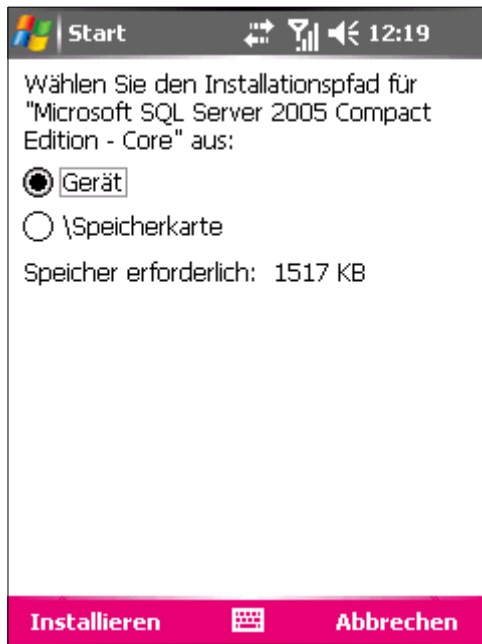 Start 12:19
Wählen Sie den Installationspfad für
"Microsoft SQL Server 2005 Compact
Edition - Core" aus:
Gerät
\Speicherkarte
Speicher erforderlich: 1517 KB
Installieren Abbrechen